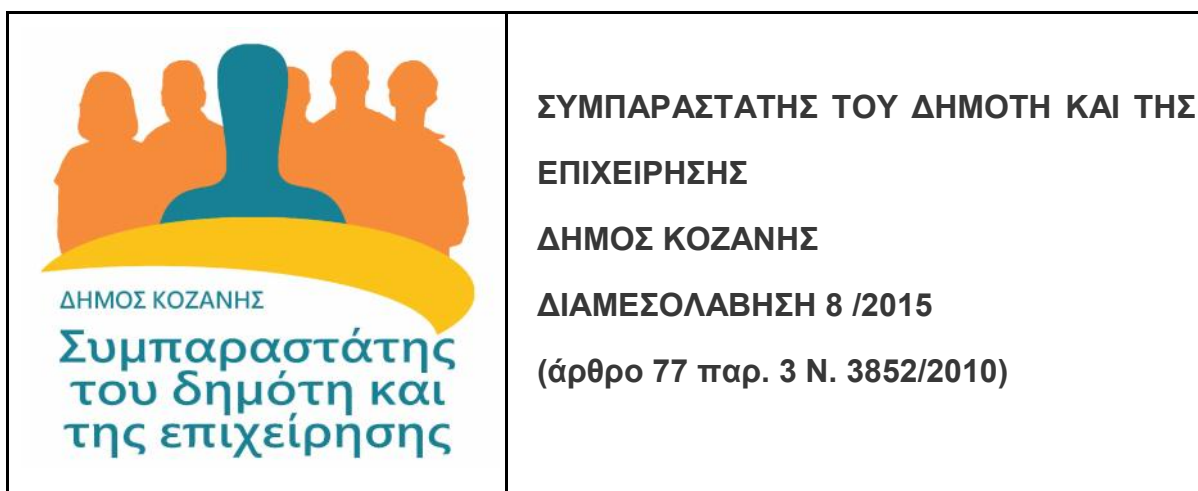 ΔΗΜΟΣ ΚΟΖΑΝΗΣ
Συμπαραστάτης
του δημότη και
της επιχείρησης
ΣΥΜΠΑΡΑΣΤΑΤΗΣ ΤΟΥ ΔΗΜΟΤΗ ΚΑΙ ΤΗΣ
ΕΠΙΧΕΙΡΗΣΗΣ
ΔΗΜΟΣ ΚΟΖΑΝΗΣ
ΔΙΑΜΕΣΟΛΑΒΗΣΗ 8 /2015
(άρθρο 77 παρ. 3 Ν. 3852/2010)